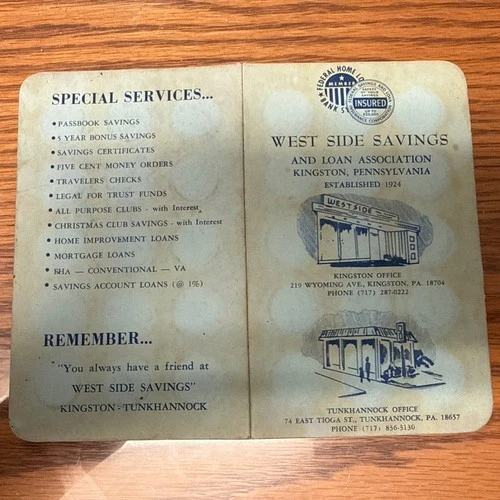 SPECIAL SERVICES...
• PASSBOOK SAVINGS
• 5 YEAR BONUS SAVINGS
• SAVINGS CERTIFICATES
• FIVE CENT MONEY ORDERS
• TRAVELERS CHECKS
• LEGAL FOR TRUST FUNDS
• ALL PURPOSE CLUBS - with Interest
• CHRISTMAS CLUB SAVINGS - with Interest
• HOME IMPROVEMENT LOANS
• MORTGAGE LOANS
• FHA — CONVENTIONAL — VA
• SAVINGS ACCOUNT LOANS (@ 1%)
REMEMBER...
"You always have a friend at
WEST SIDE SAVINGS"
KINGSTON-TUNKHANNOCK
FEDERAL HOME
MEMBER
INSURED
WEST SIDE SAVINGS
AND LOAN ASSOCIATION
KINGSTON, PENNSYLVANIA
ESTABLISHED 1924
WEST SIDE
KINGSTON OFFICE
219 WYOMING AVE., KINGSTON, PA. 18704
PHONE (717) 287-0222
TUNKHANNOCK OFFICE
74 EAST TIOGA ST., TUNKHANNOCK, PA. 18657
PHONE (717) 836-3130